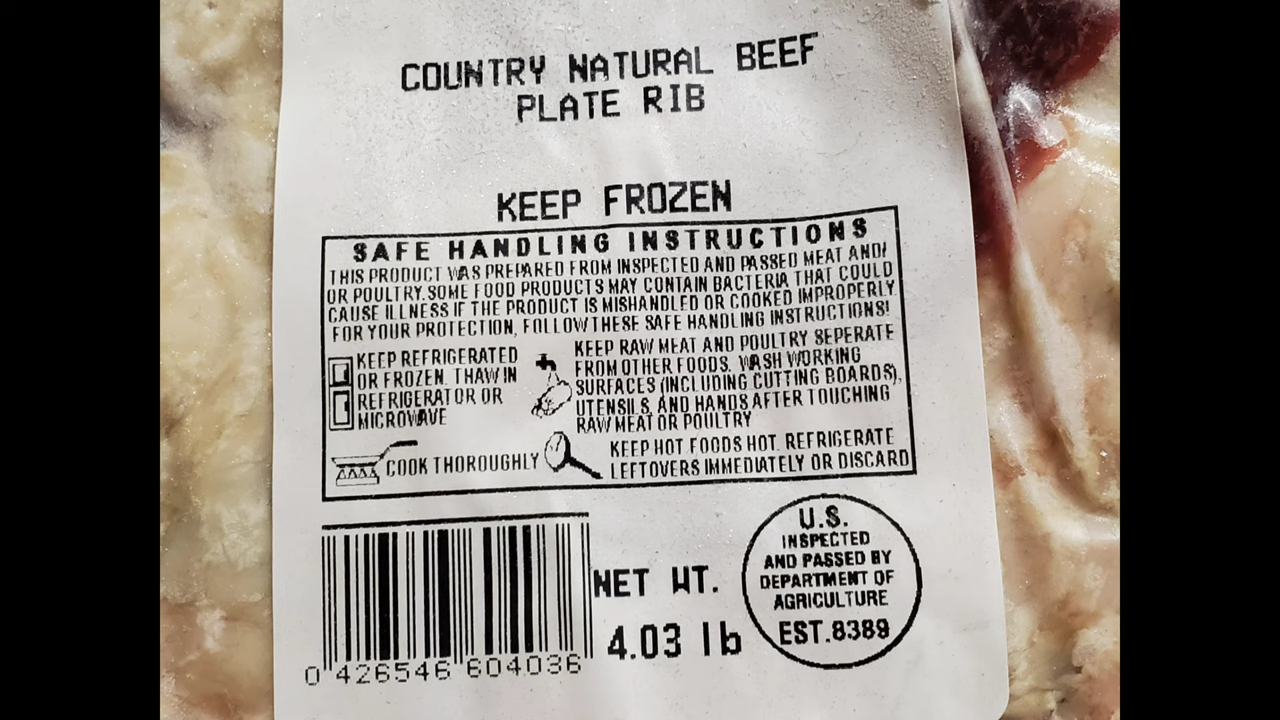 COUNTRY NATURAL BEEF
PLATE RIB
KEEP FROZEN
SAFE HANDLING INSTRUCTIONS
THIS PRODUCT WAS PREPARED FROM INSPECTED AND PASSED MEAT AND/
OR POULTRY. SOME FOOD PRODUCTS MAY CONTAIN BACTERIA THAT COULD
CAUSE ILLNESS IF THE PRODUCT IS MISHANDLED OR COOKED IMPROPERLY.
FOR YOUR PROTECTION, FOLLOW THESE SAFE HANDLING INSTRUCTIONS!
KEEP REFRIGERATED
OR FROZEN. THAW IN
REFRIGERATOR OR
MICROWAVE
KEEP RAW MEAT AND POULTRY SEPERATE
FROM OTHER FOODS. WASH WORKING
SURFACES (INCLUDING CUTTING BOARDS),
UTENSILS, AND HANDS AFTER TOUCHING
RAW MEAT OR POULTRY
COOK THOROUGHLY
KEEP HOT FOODS HOT. REFRIGERATE
LEFTOVERS IMMEDIATELY OR DISCARD
0 426546 604036
NET WT.
4.03 lb
U.S.
INSPECTED
AND PASSED BY
DEPARTMENT OF
AGRICULTURE
EST.8389